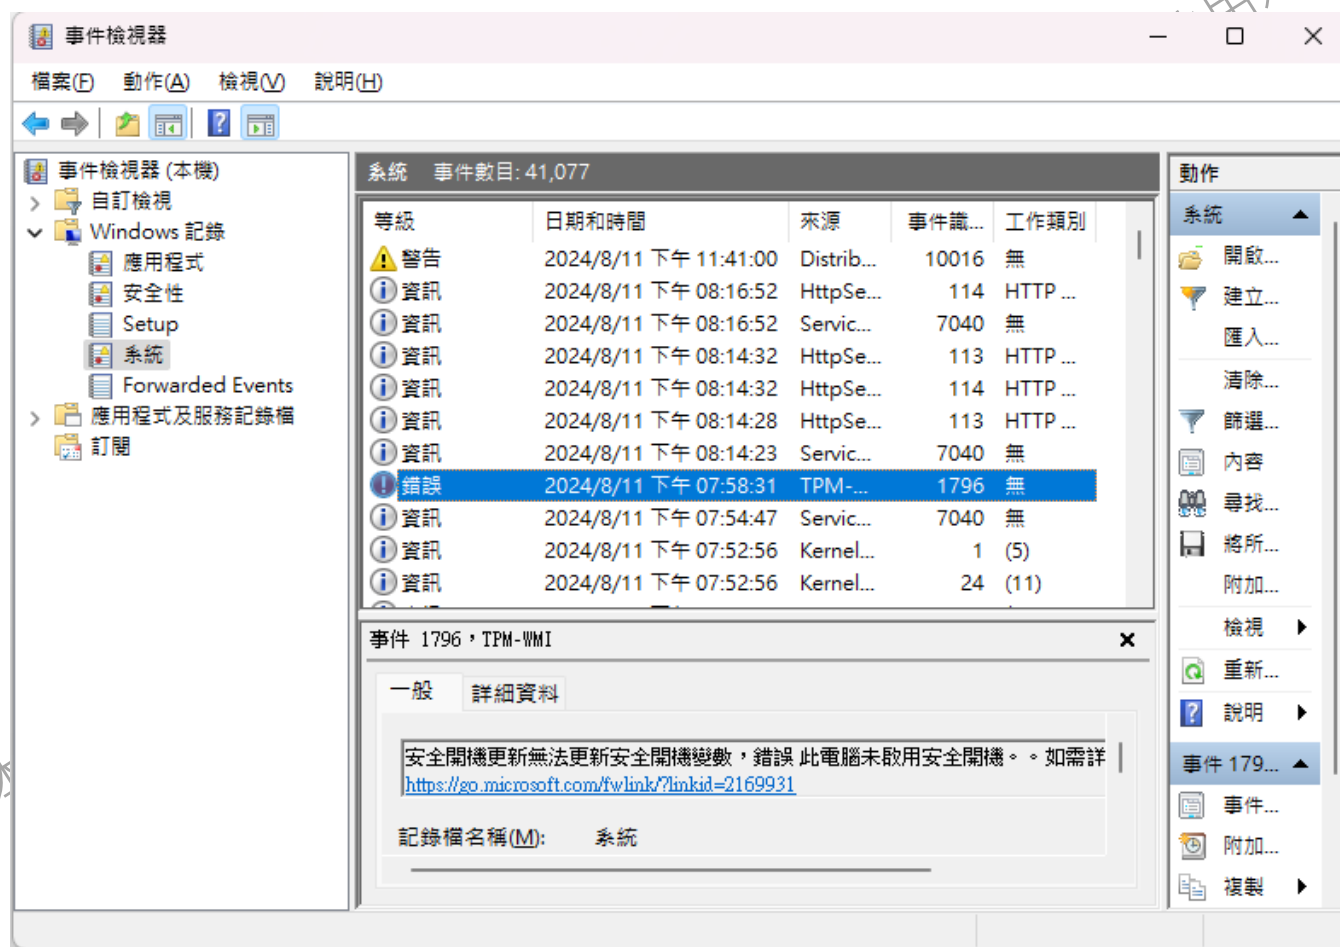 事件檢視器
檔案(F) 動作(A) 檢視(V) 說明(H)
事件檢視器 (本機)
自訂檢視
Windows 記錄
應用程式
安全性
Setup
系統
Forwarded Events
應用程式及服務記錄檔
訂閱
系統 事件數目: 41,077
等級 日期和時間 來源 事件識... 工作類別
警告 2024/8/11 下午 11:41:00 Distrib... 10016 無
資訊 2024/8/11 下午 08:16:52 HttpSe... 114 HTTP ...
資訊 2024/8/11 下午 08:16:52 Servic... 7040 無
資訊 2024/8/11 下午 08:14:32 HttpSe... 113 HTTP ...
資訊 2024/8/11 下午 08:14:32 HttpSe... 114 HTTP ...
資訊 2024/8/11 下午 08:14:28 HttpSe... 113 HTTP ...
資訊 2024/8/11 下午 08:14:23 Servic... 7040 無
錯誤 2024/8/11 下午 07:58:31 TPM-... 1796 無
資訊 2024/8/11 下午 07:54:47 Servic... 7040 無
資訊 2024/8/11 下午 07:52:56 Kernel... 1 (5)
資訊 2024/8/11 下午 07:52:56 Kernel... 24 (11)
事件 1796，TPM-WMI
一般 詳細資料
安全開機更新無法更新安全開機變數，錯誤 此電腦未啟用安全開機。。如需詳
https://go.microsoft.com/fwlink/?linkid=2169931
記錄檔名稱(M): 系統
動作
系統
開啟...
建立...
匯入...
清除...
篩選...
內容
尋找...
將所...
附加...
檢視
重新...
說明
事件 179...
事件...
附加...
複製